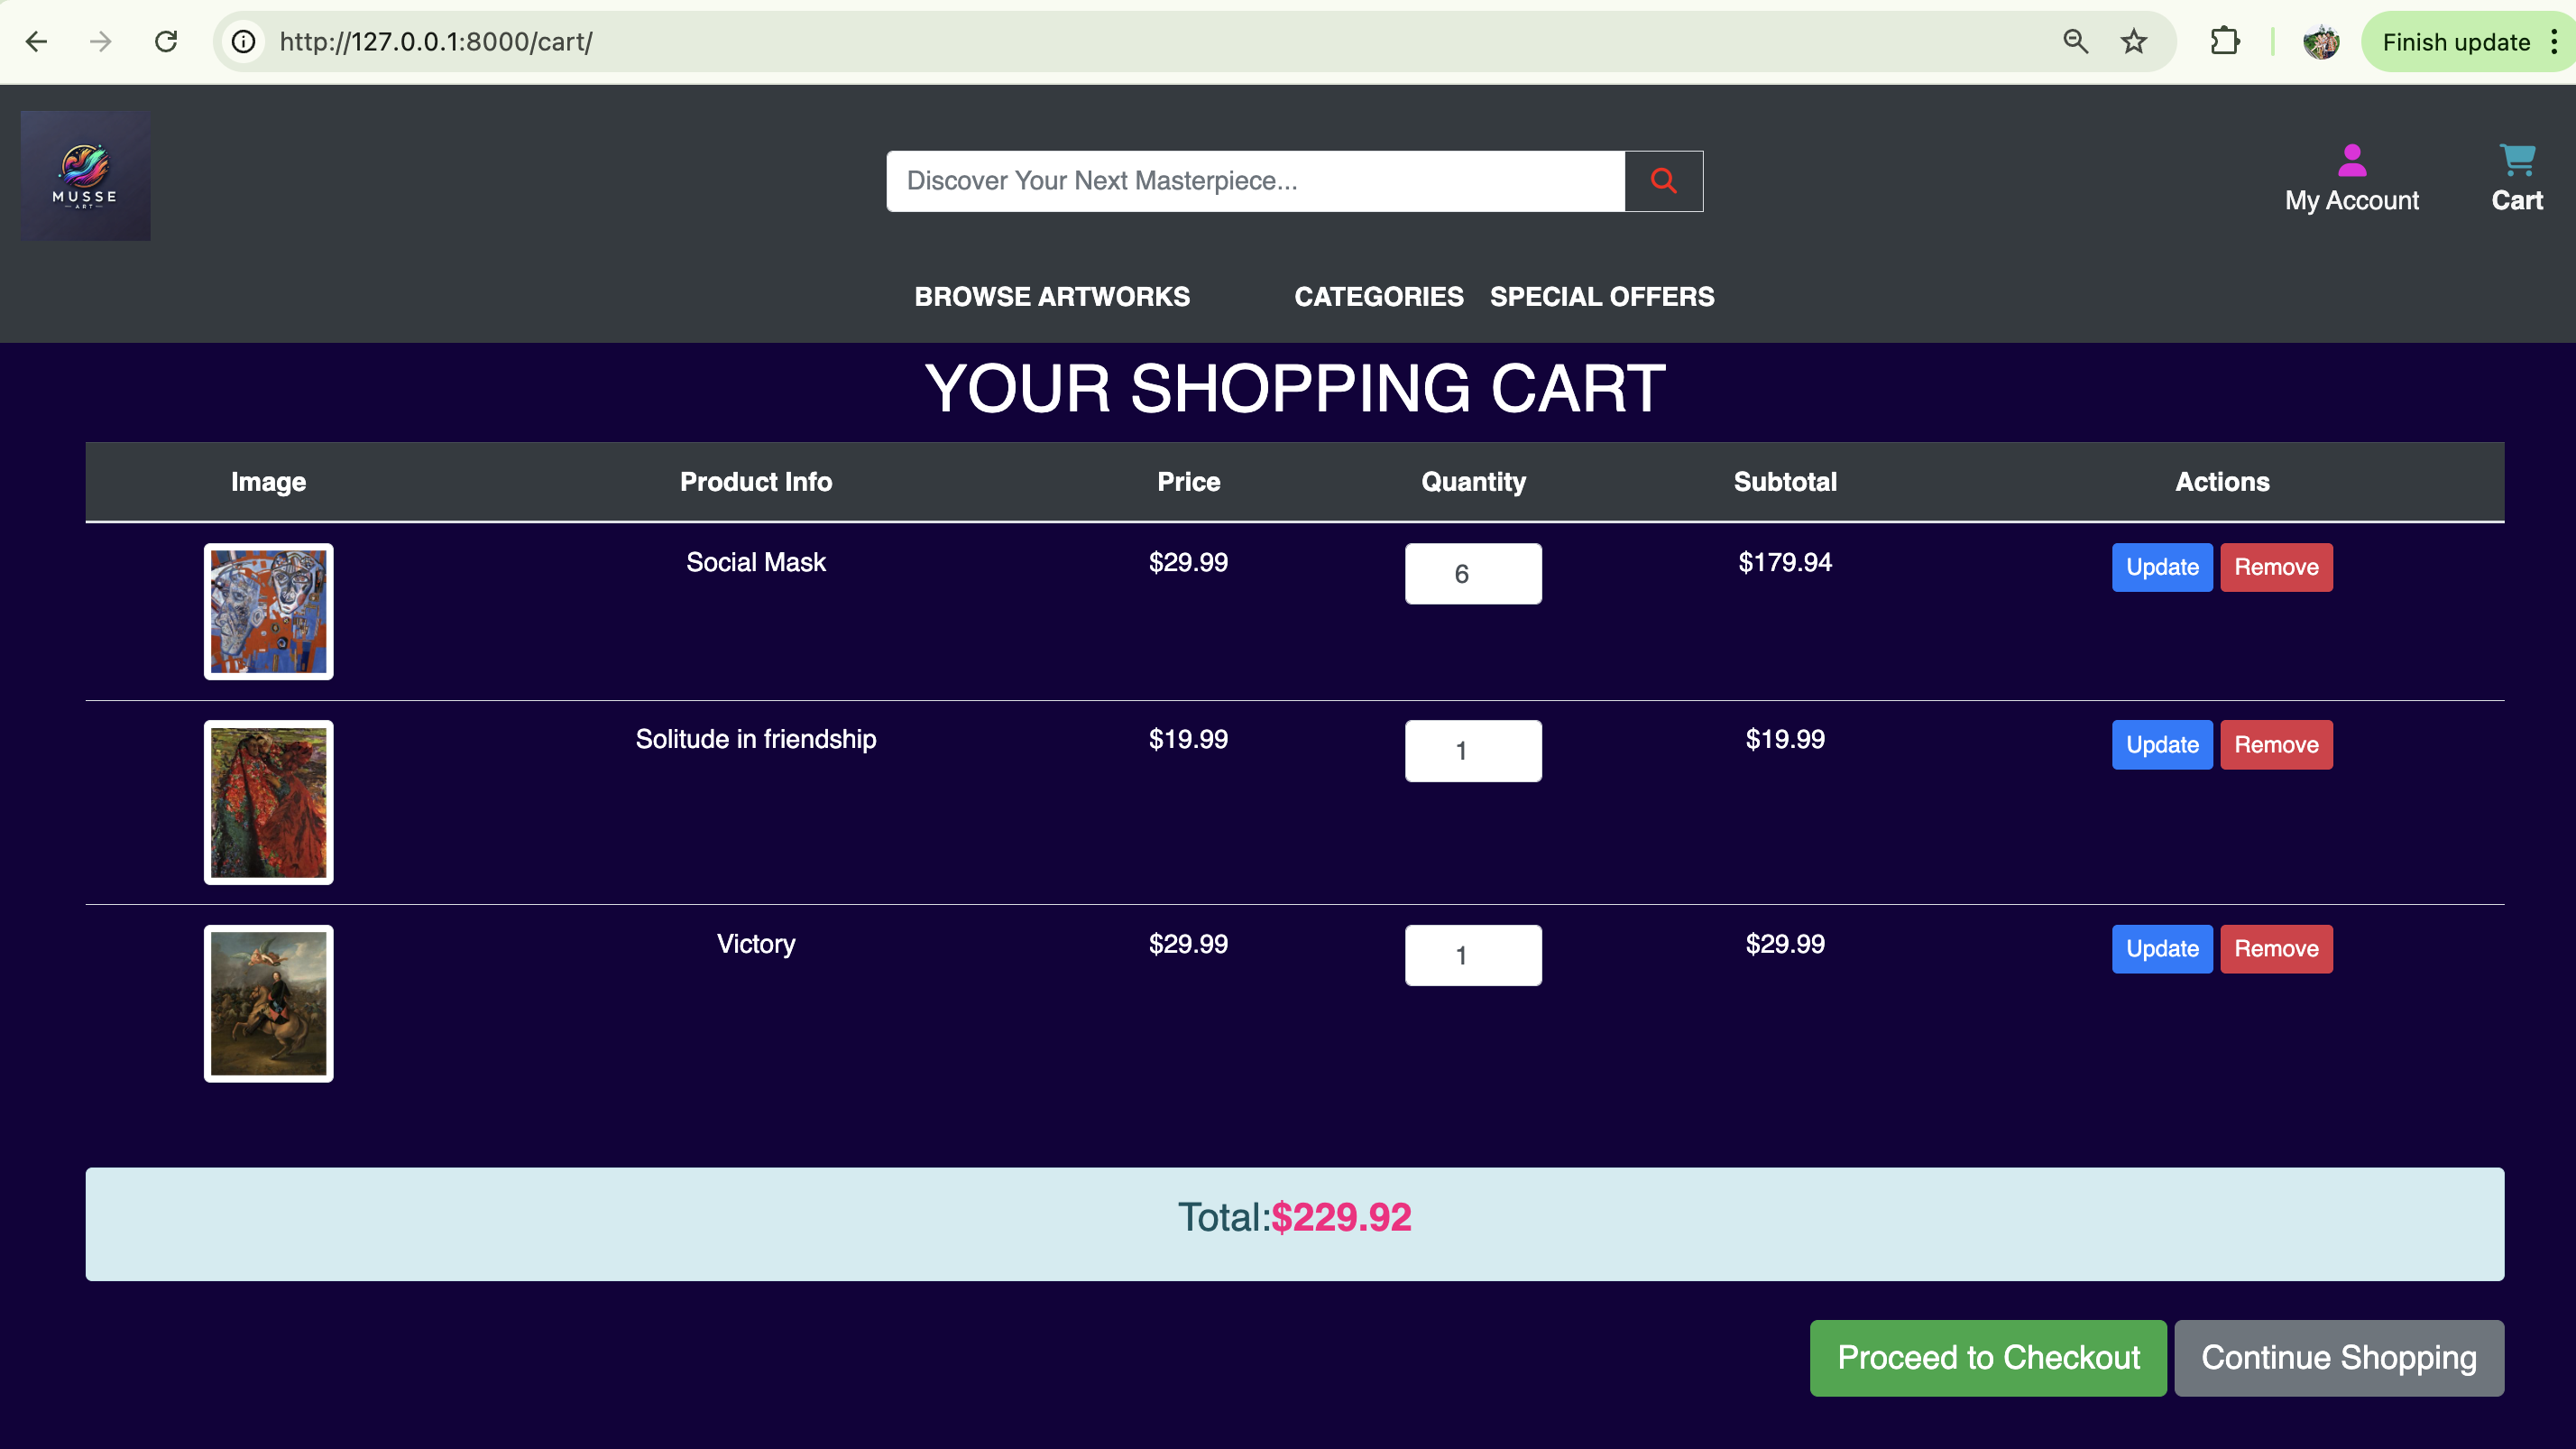 http://127.0.0.1:8000/cart/
Finish update
MUSSE
ART
Discover Your Next Masterpiece...
My Account
Cart
BROWSE ARTWORKS CATEGORIES SPECIAL OFFERS
YOUR SHOPPING CART
Image Product Info Price Quantity Subtotal Actions
Social Mask $29.99 6 $179.94 Update Remove
Solitude in friendship $19.99 1 $19.99 Update Remove
Victory $29.99 1 $29.99 Update Remove
Total:$229.92
Proceed to Checkout Continue Shopping